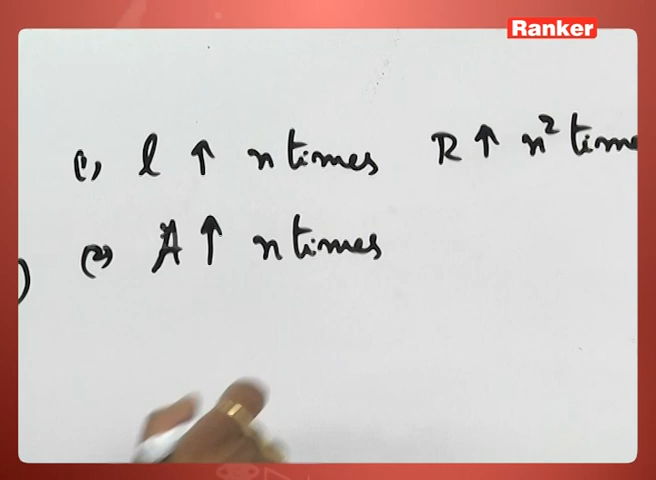 Ranker
(1) l ↑ n times R ↑ n² time
) (2) A ↑ n times